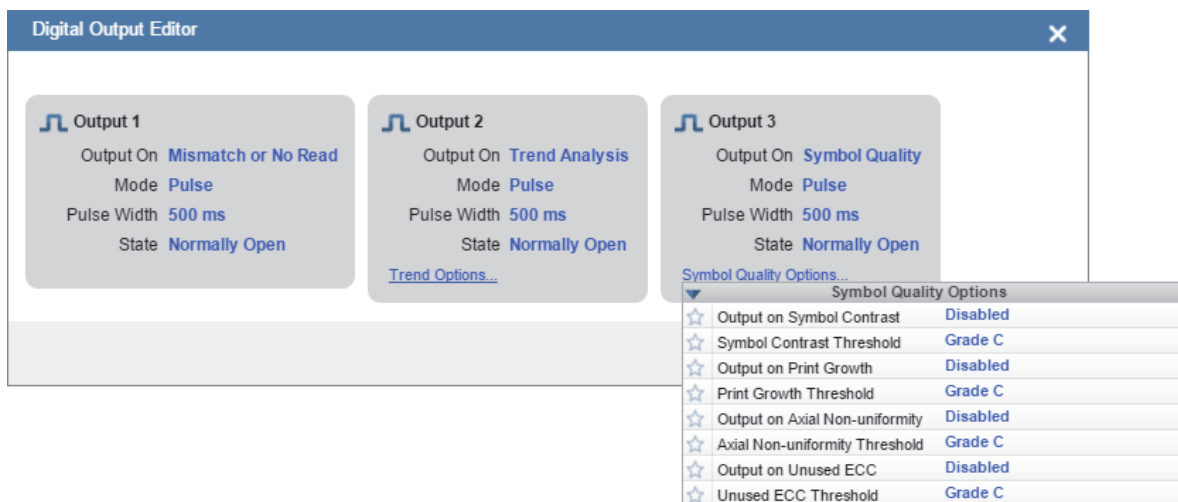 Digital Output Editor
Output 1
Output On Mismatch or No Read
Mode Pulse
Pulse Width 500 ms
State Normally Open
Output 2
Output On Trend Analysis
Mode Pulse
Pulse Width 500 ms
State Normally Open
Trend Options...
Output 3
Output On Symbol Quality
Mode Pulse
Pulse Width 500 ms
State Normally Open
Symbol Quality Options...
Symbol Quality Options
Output on Symbol Contrast Disabled
Symbol Contrast Threshold Grade C
Output on Print Growth Disabled
Print Growth Threshold Grade C
Output on Axial Non-uniformity Disabled
Axial Non-uniformity Threshold Grade C
Output on Unused ECC Disabled
Unused ECC Threshold Grade C